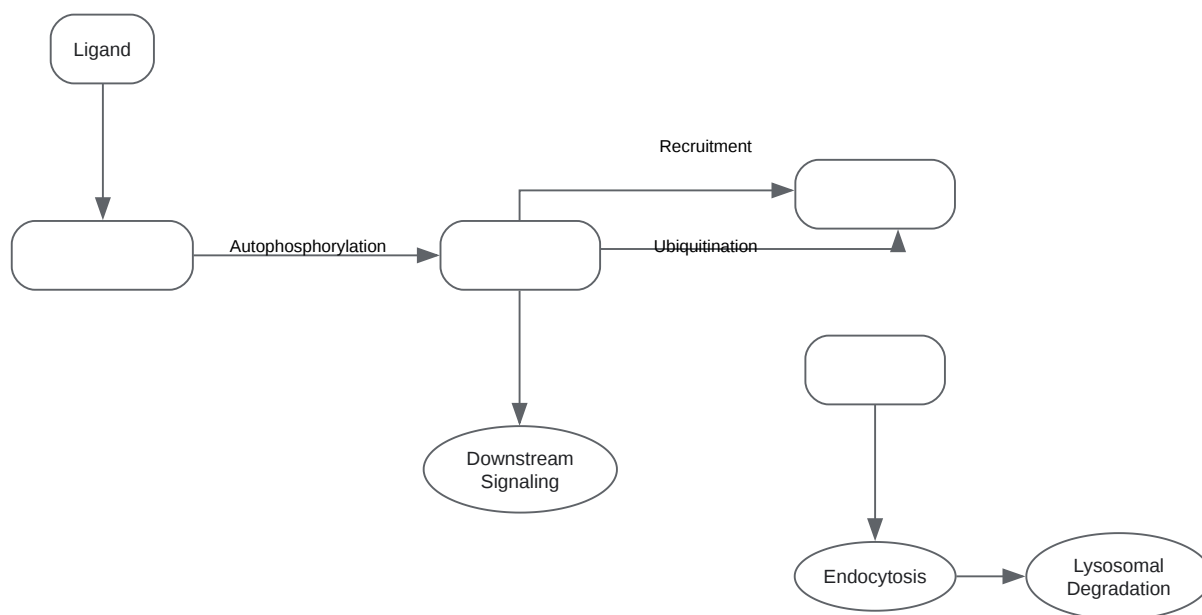 Ligand
Recruitment
Autophosphorylation
Ubiquitination
Downstream
Signaling
Endocytosis
Lysosomal
Degradation